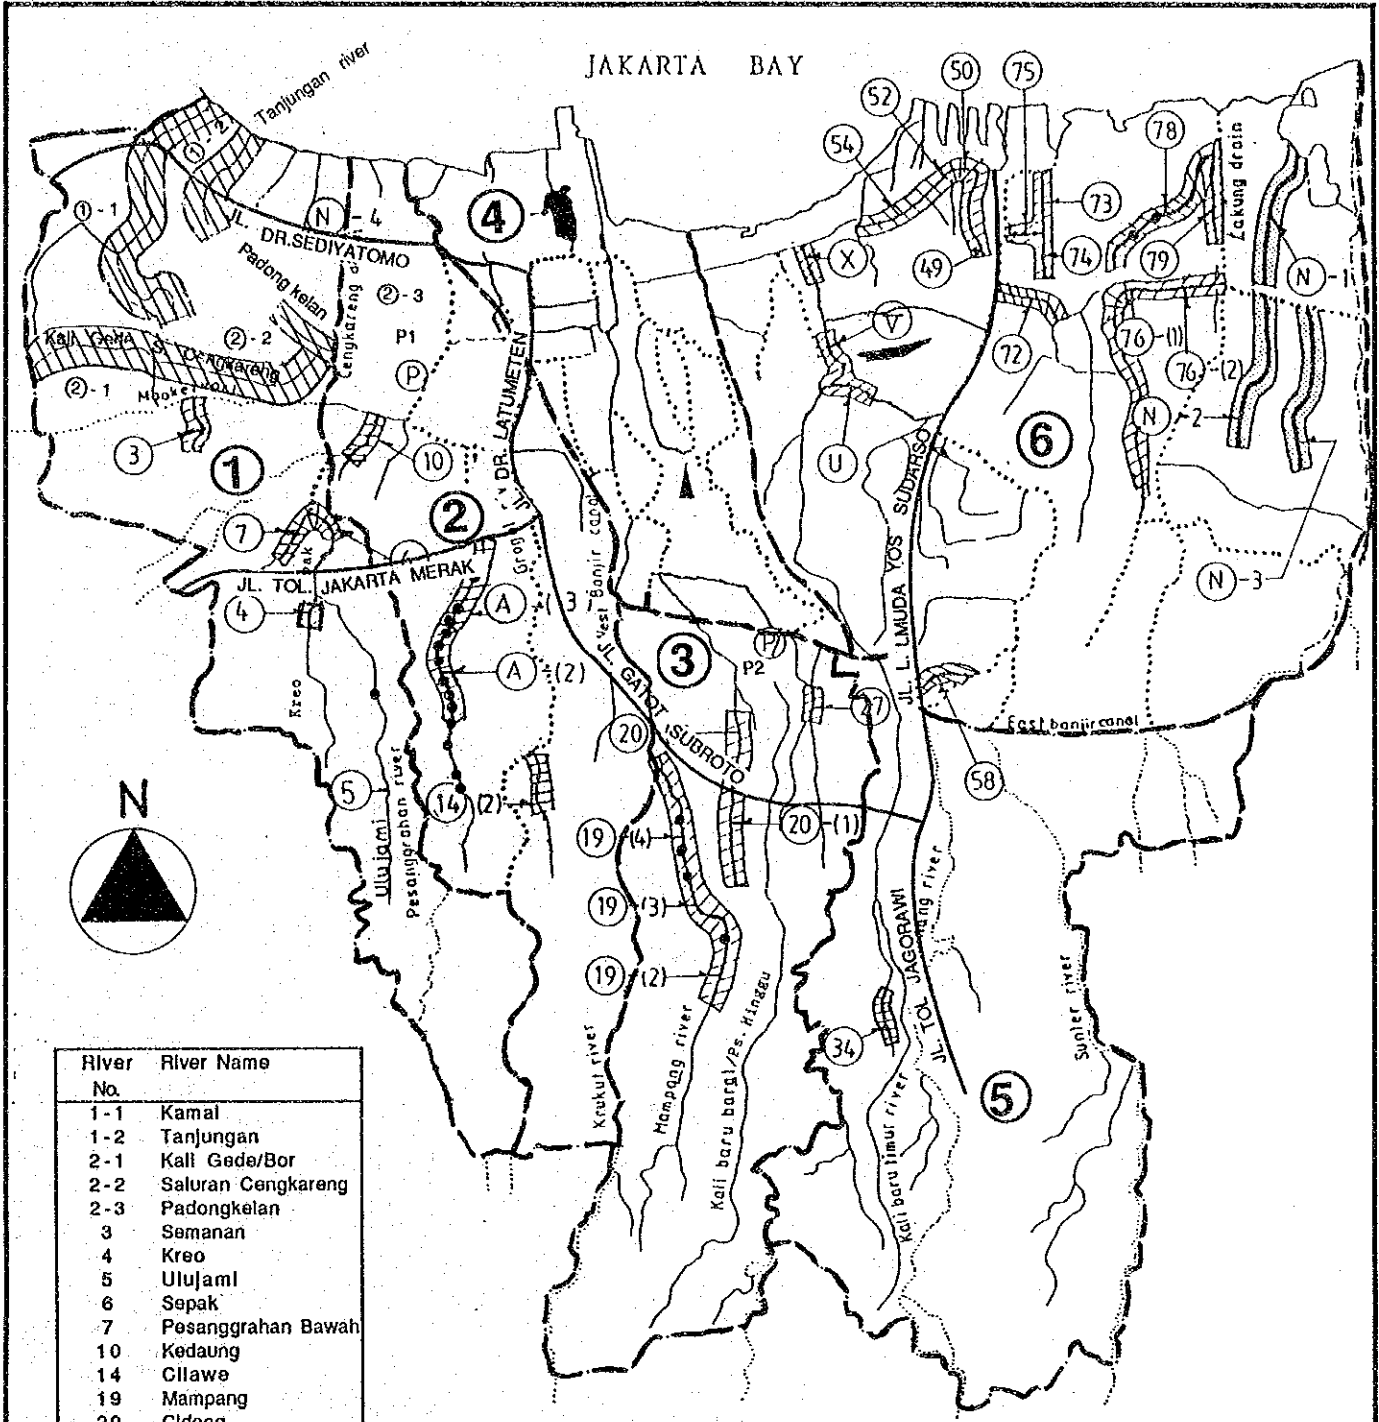 JAKARTA BAY
Tanjungan river
1 - 2
1 - 1
N - 4
4
JL. DR.SEDIYATOMO
Padong kelan
2 - 3
P1
P
2 - 2
Cengkareng
2 - 1
3
1
10
2
7
JL. DR. LATUMETEN
JL. TOL. JAKARTA MERAK
4
A
A -(2)
Kreo
5
Ulujami
Pesanggrahan river
14 (2)
Banjir canal
JL. GATOT SUBROTO
3
P2
20
27
20 -(1)
19 -(4)
19 -(3)
19 -(2)
Krukut river
Mampang river
34
Kali baru timur river
52
50
75
54
78
X
49
73
74
79
Cakung drain
N - 1
V
72
76 -(1)
76 -(2)
N - 2
U
6
N - 3
JL. L. LMUDA YOS SUDARSO
58
East banjir canal
JL. TOL JAGORAWI
Sunter river
5
N
River River Name
No.
1-1 Kamal
1-2 Tanjungan
2-1 Kali Gede/Bor
2-2 Saluran Cengkareng
2-3 Padongkelan
3 Semanan
4 Kreo
5 Ulujami
6 Sepak
7 Pesanggrahan Bawah
10 Kedaung
14 Cilawe
19 Mampang
20 Cideng